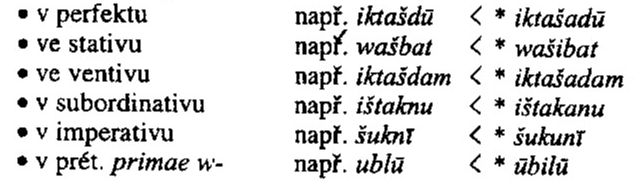 • v perfektu např. iktašdū < * iktašadū
• ve stativu např. wašbat < * wašibat
• ve ventivu např. iktašdam < * iktašadam
• v subordinativu např. ištaknu < * ištakanu
• v imperativu např. šuknī < * šukunī
• v prét. primae w- např. ublū < * ūbilū